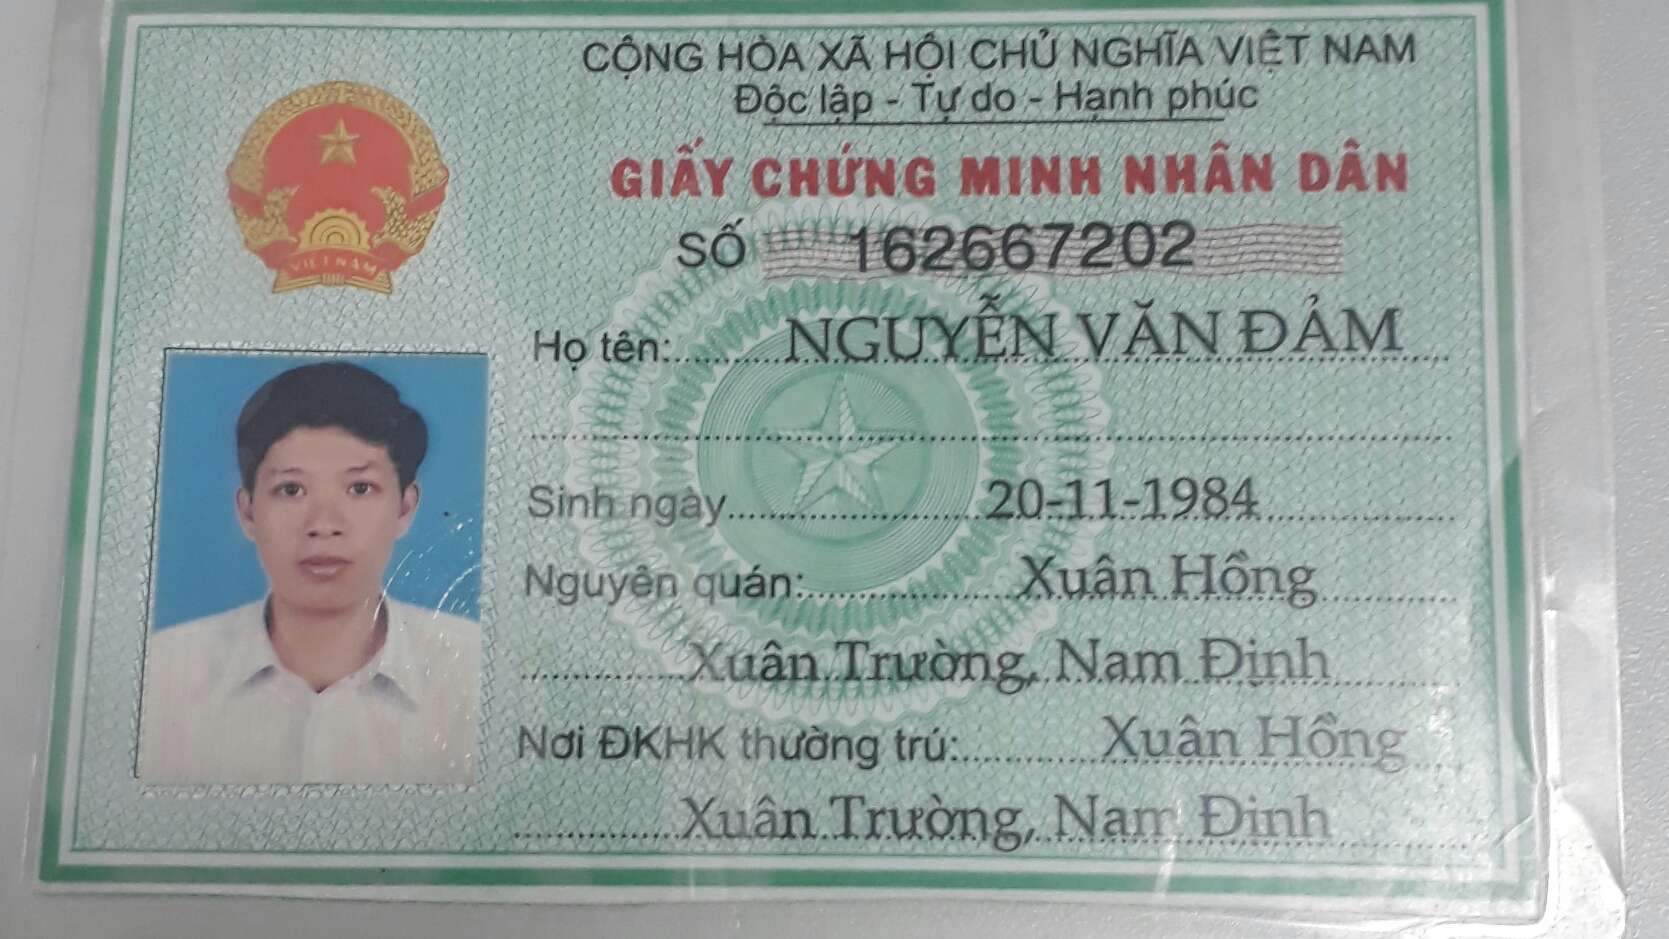 CỘNG HÒA XÃ HỘI CHỦ NGHĨA VIỆT NAM
Độc lập - Tự do - Hạnh phúc
GIẤY CHỨNG MINH NHÂN DÂN
SỐ 162667202
VIETNAM
Họ tên: NGUYỄN VĂN ĐẢM
Sinh ngày 20-11-1984
Nguyên quán: Xuân Hồng
Xuân Trường, Nam Định
Nơi ĐKHK thường trú: Xuân Hồng
Xuân Trường, Nam Định